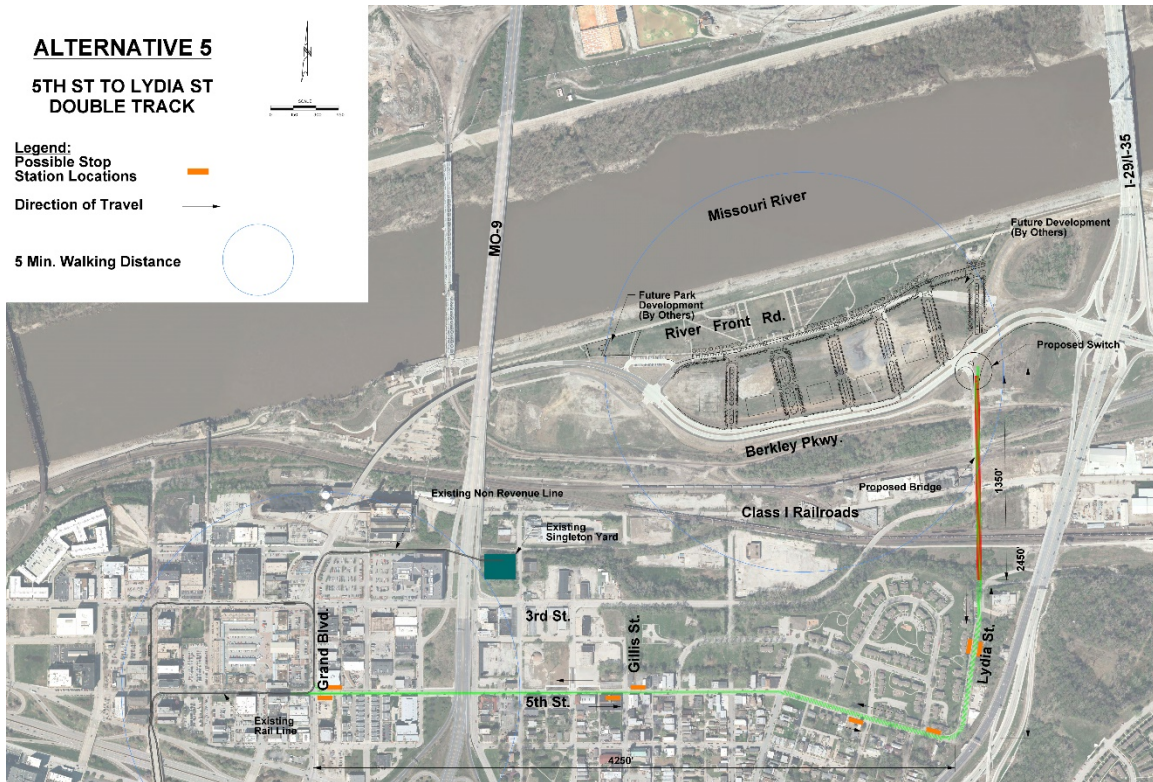 ALTERNATIVE 5
5TH ST TO LYDIA ST
DOUBLE TRACK
SCALE
Legend:
Possible Stop
Station Locations
Direction of Travel
5 Min. Walking Distance
MO-9
I-29/I-35
Missouri River
Future Development
(By Others)
Future Park
Development
(By Others)
River Front Rd.
Proposed Switch
Berkley Pkwy.
Proposed Bridge
1350'
Existing Non Revenue Line
Class I Railroads
Existing
Singleton Yard
2450'
3rd St.
Grand Blvd.
Gillis St.
Lydia St.
5th St.
Existing
Rail Line
4250'